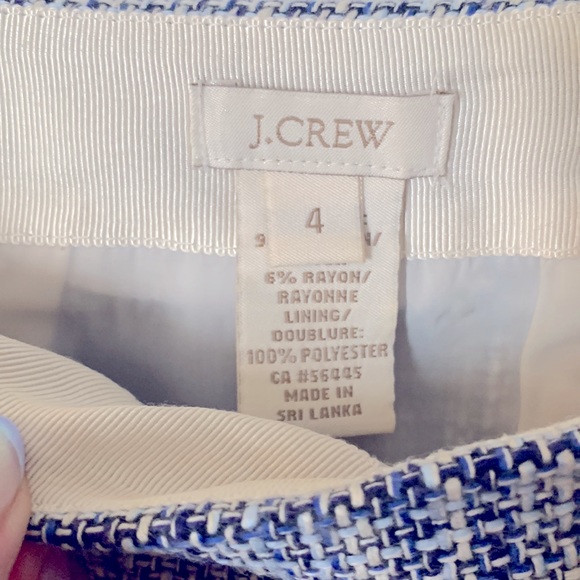 J.CREW
4
6% RAYON/
RAYONNE
LINING/
DOUBLURE:
100% POLYESTER
CA #56445
MADE IN
SRI LANKA